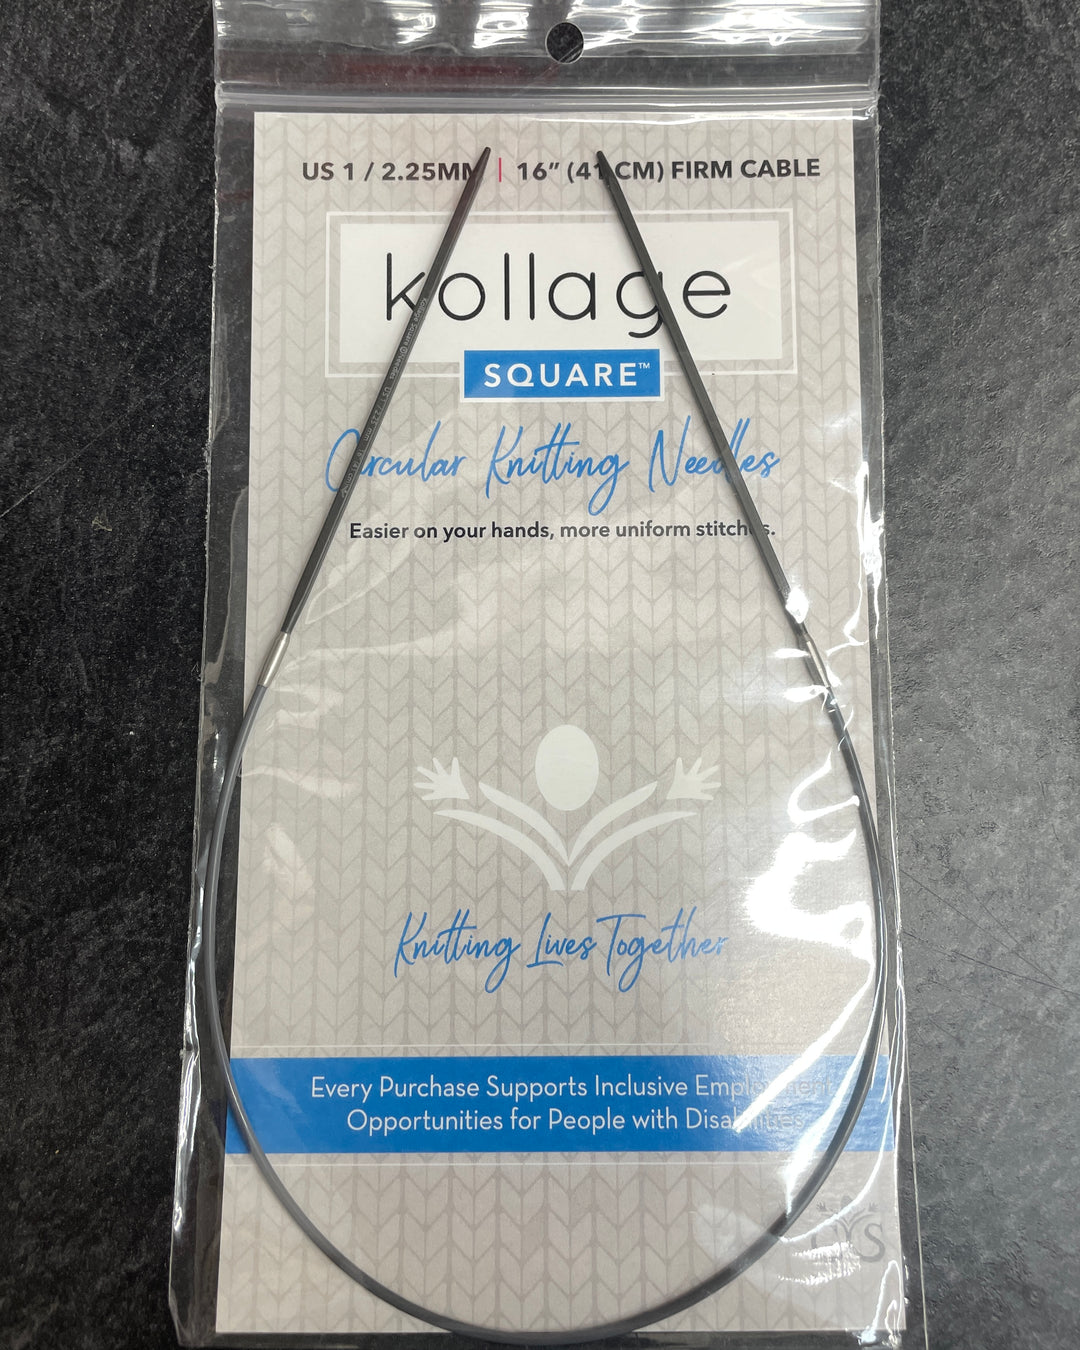 US 1 / 2.25MM | 16” (41 CM) FIRM CABLE
kollage
SQUARE™
Circular Knitting Needles
Easier on your hands, more uniform stitches.
Knitting Lives Together
Every Purchase Supports Inclusive Employment
Opportunities for People with Disabilities